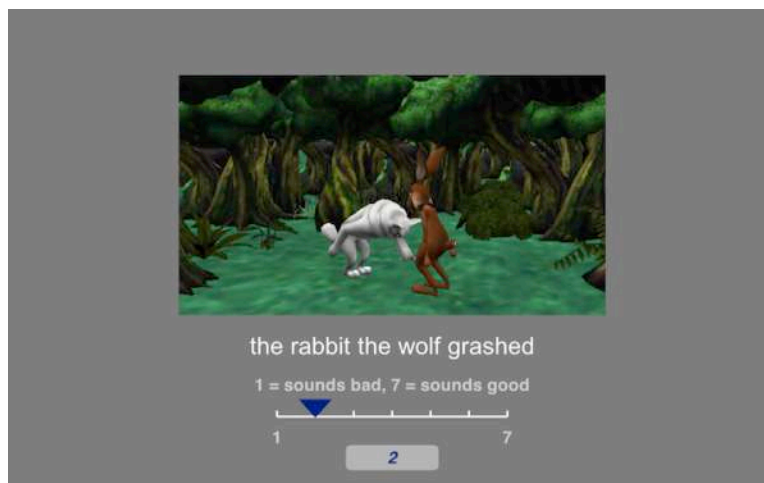 the rabbit the wolf grashed
1 = sounds bad, 7 = sounds good
1 7
2